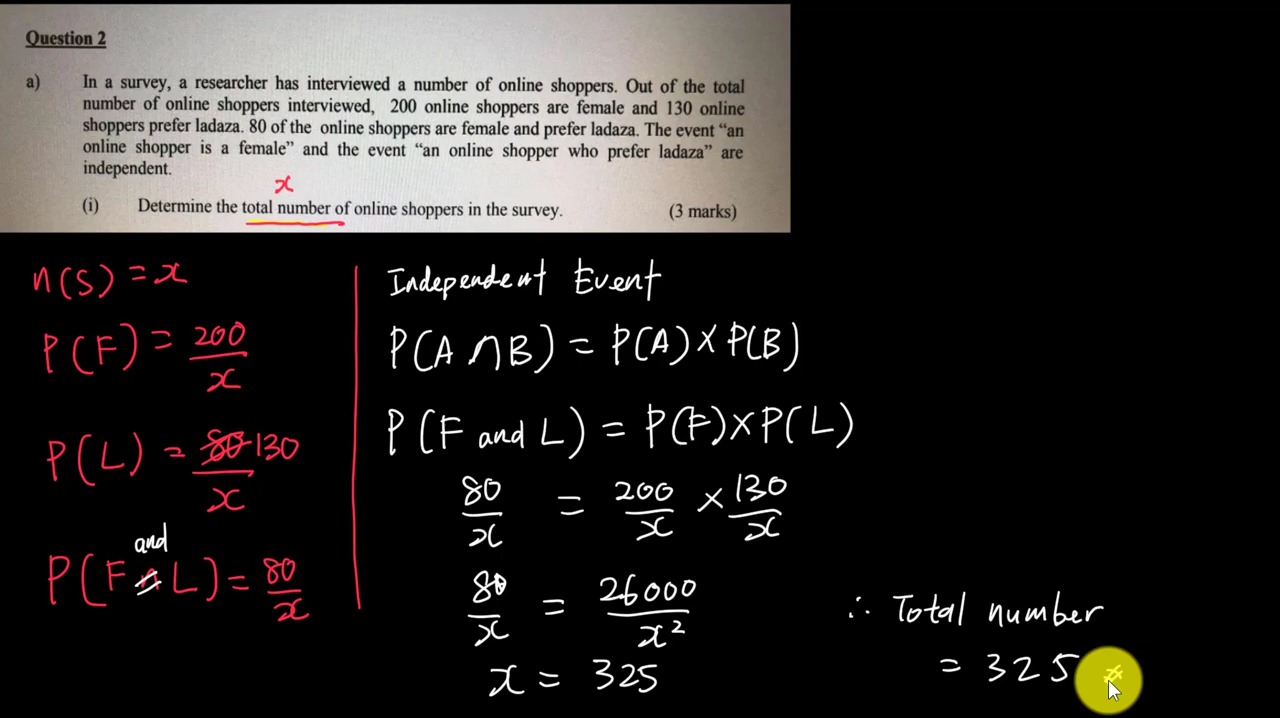 Question 2
a) In a survey, a researcher has interviewed a number of online shoppers. Out of the total
number of online shoppers interviewed, 200 online shoppers are female and 130 online
shoppers prefer ladaza. 80 of the online shoppers are female and prefer ladaza. The event “an
online shopper is a female” and the event “an online shopper who prefer ladaza” are
independent.
x
(i) Determine the total number of online shoppers in the survey. (3 marks)
n(S) = x
P(F) = 200/x
P(L) = 80 130/x
and
P(F ∩ L) = 80/x
Independent Event
P(A ∩ B) = P(A) × P(B)
P(F and L) = P(F) × P(L)
80/x = 200/x × 130/x
80/x = 26000/x²
x = 325
∴ Total number
= 325